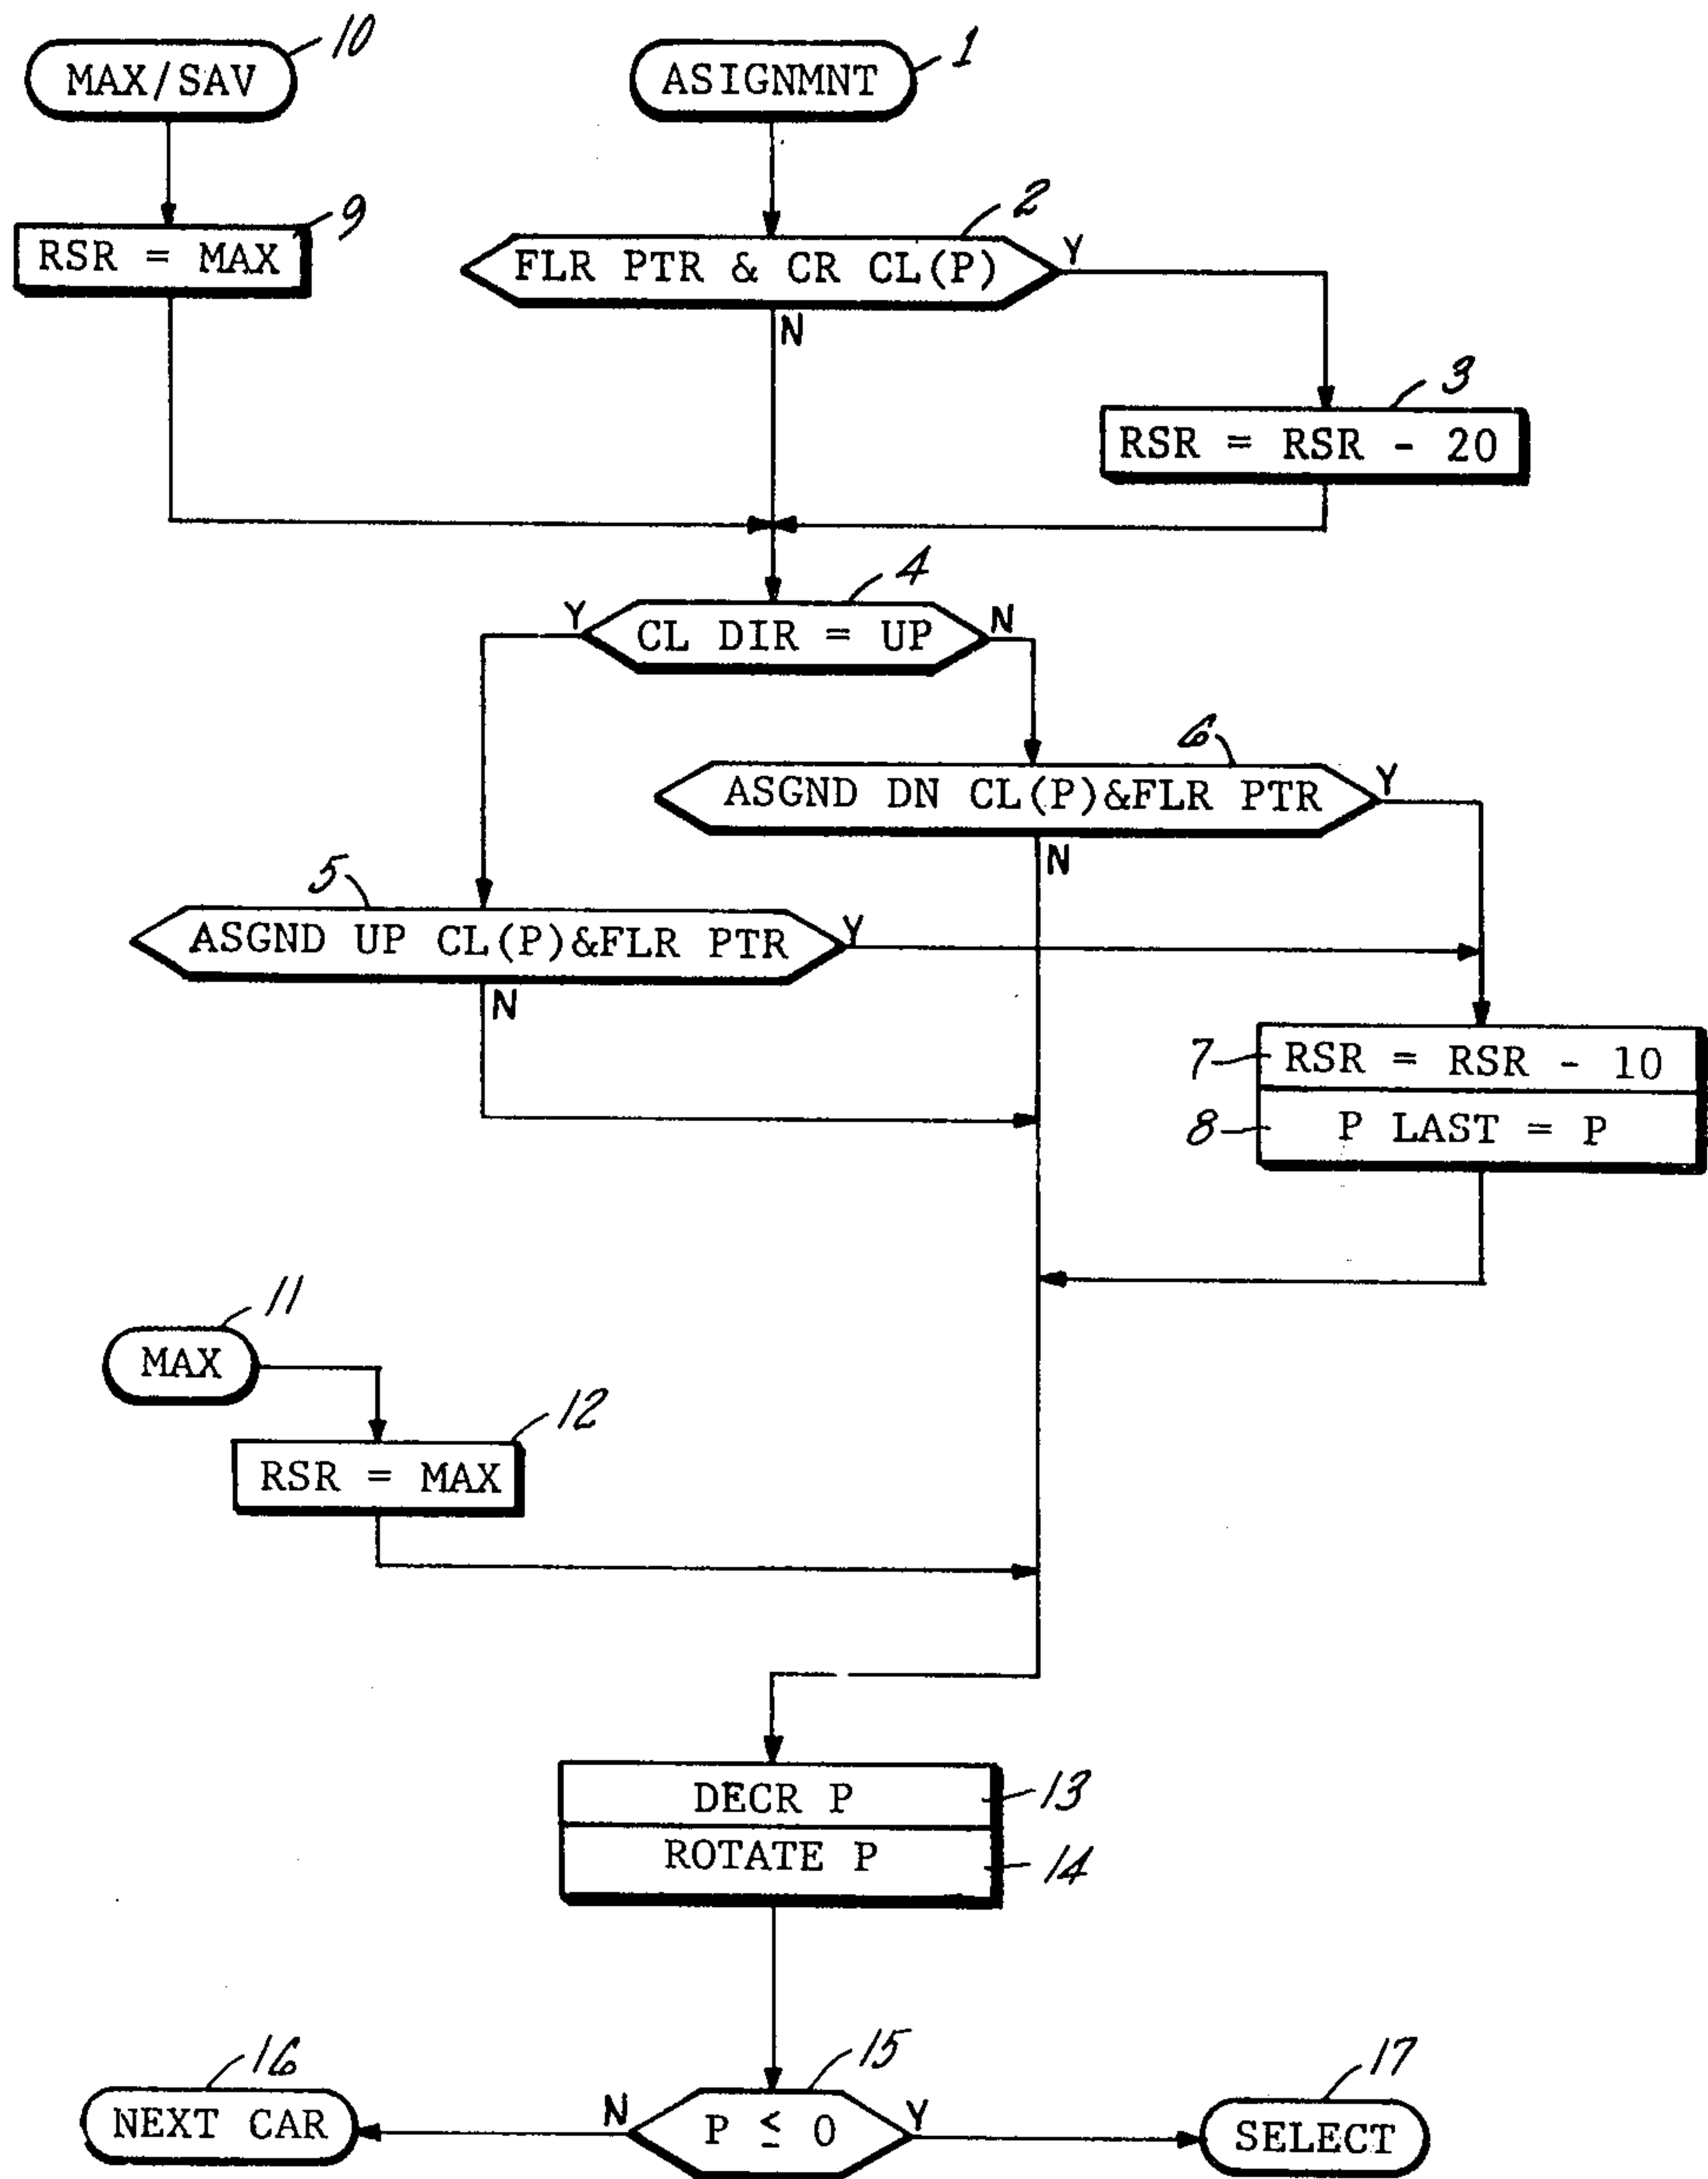 10
MAX/SAV
1
ASIGNMNT
9
RSR = MAX
2
FLR PTR & CR CL(P)
Y
N
3
RSR = RSR - 20
4
Y
CL DIR = UP
N
6
ASGND DN CL(P)&FLR PTR
Y
N
5
ASGND UP CL(P)&FLR PTR
Y
N
7
RSR = RSR - 10
8
P LAST = P
11
MAX
12
RSR = MAX
DECR P
13
ROTATE P
14
16
NEXT CAR
15
N
P ≤ 0
Y
17
SELECT